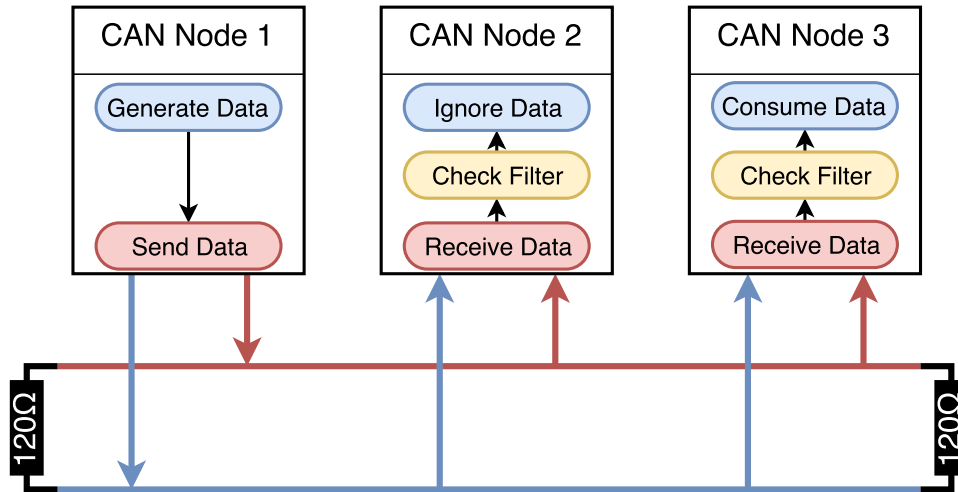 CAN Node 1
CAN Node 2
CAN Node 3
Generate Data
Ignore Data
Consume Data
Check Filter
Check Filter
Send Data
Receive Data
Receive Data
120Ω
120Ω